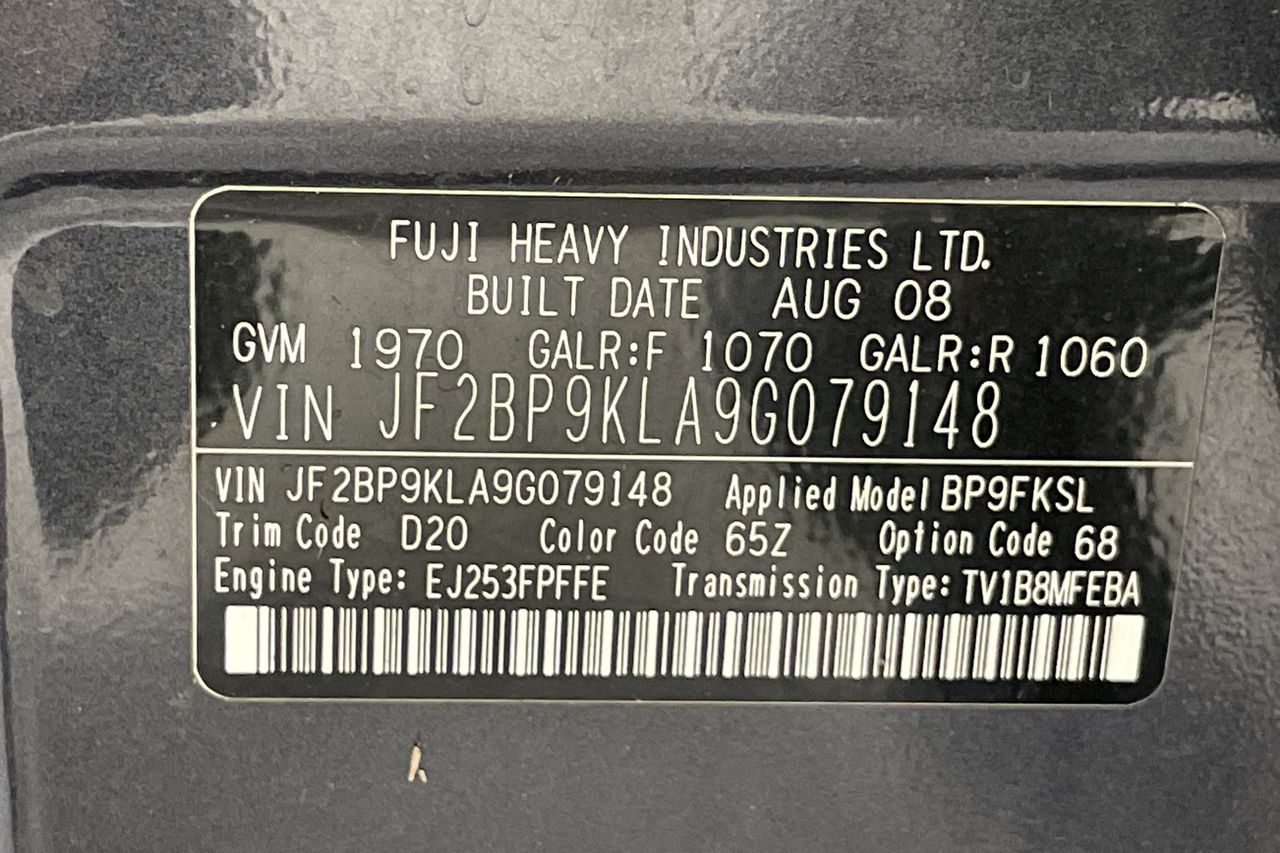 FUJI HEAVY INDUSTRIES LTD.
BUILT DATE AUG 08
GVM 1970 GALR:F 1070 GALR:R 1060
VIN JF2BP9KLA9G079148
VIN JF2BP9KLA9G079148 Applied Model BP9FKSL
Trim Code D20 Color Code 65Z Option Code 68
Engine Type: EJ253FPFFE Transmission Type: TV1B8MFEBA